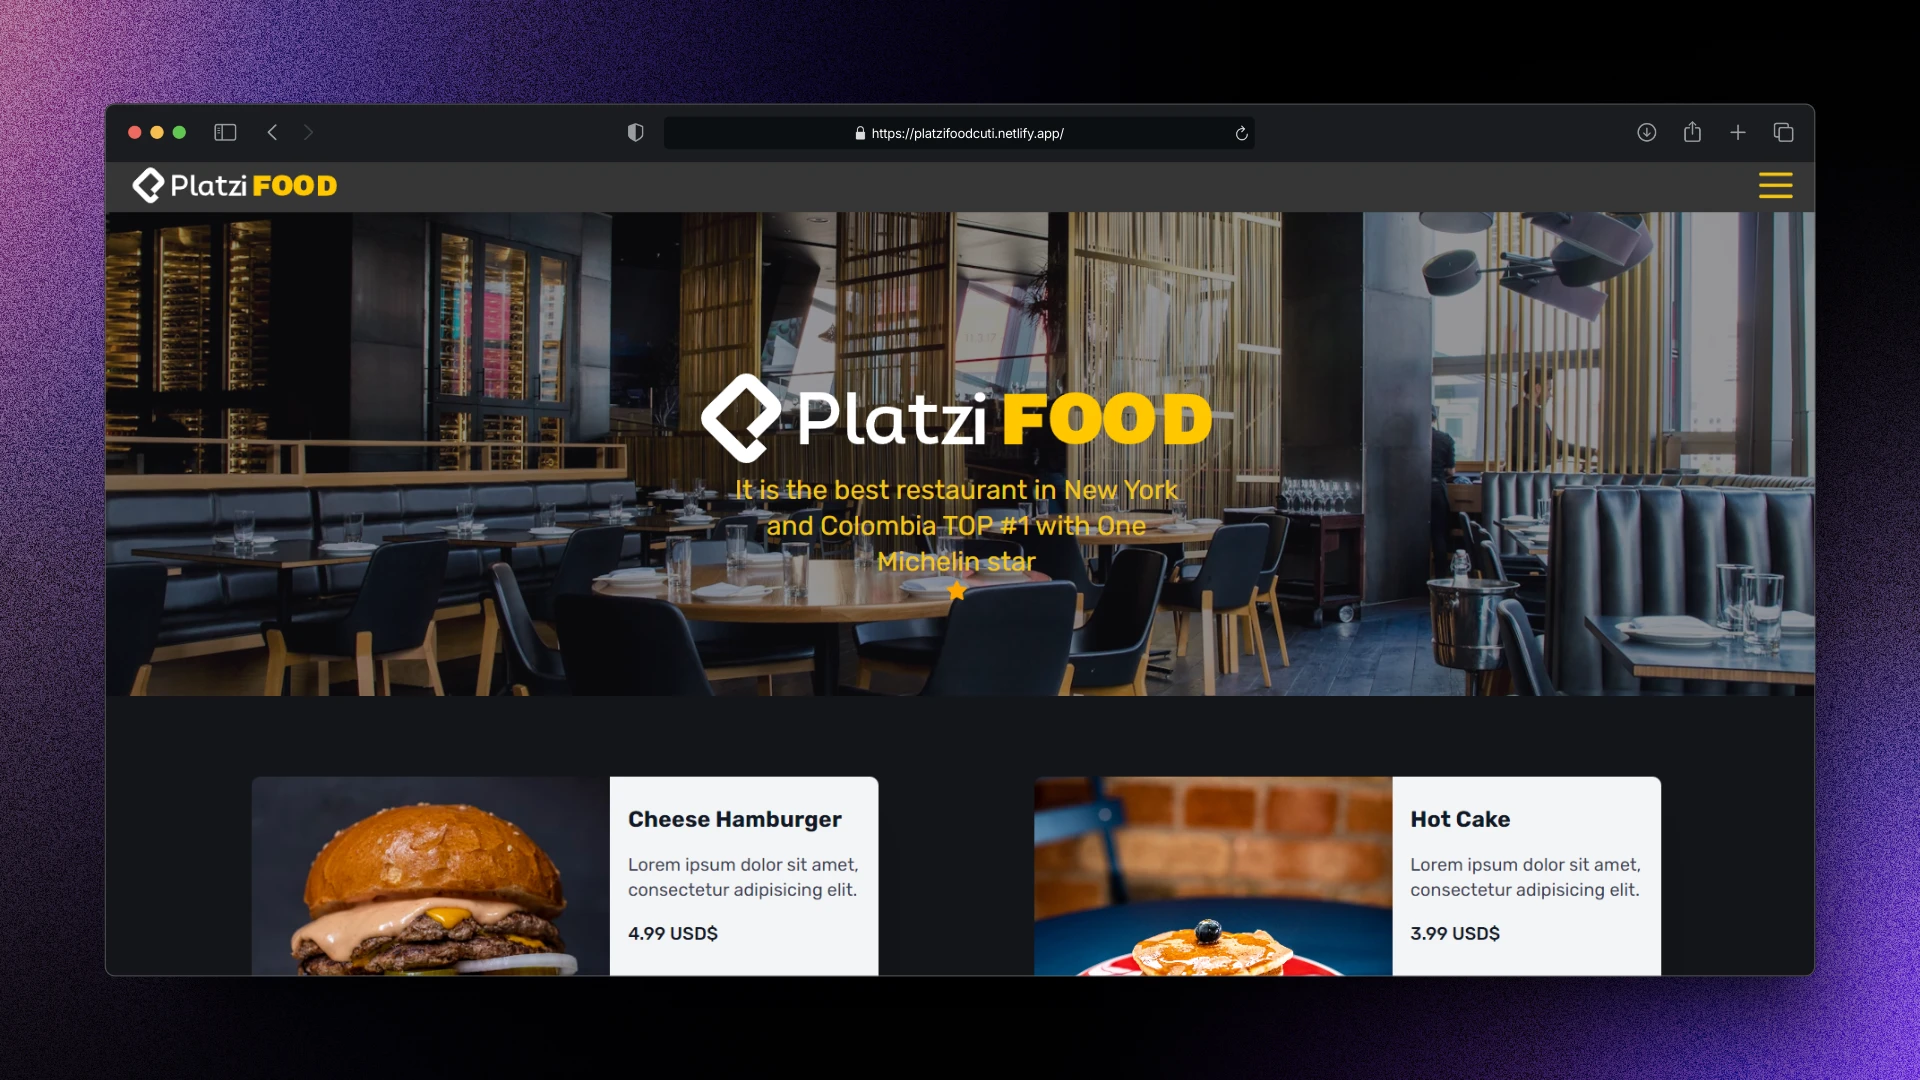 https://platzifoodcuti.netlify.app/
Platzi FOOD
Platzi FOOD
It is the best restaurant in New York
and Colombia TOP #1 with One
Michelin star
Cheese Hamburger
Lorem ipsum dolor sit amet,
consectetur adipisicing elit.
4.99 USD$
Hot Cake
Lorem ipsum dolor sit amet,
consectetur adipisicing elit.
3.99 USD$